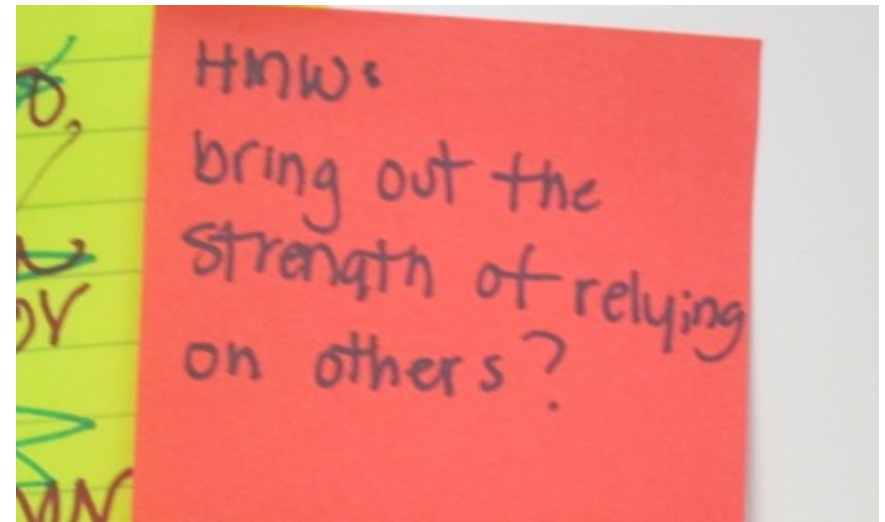 HMW:
bring out the
strength of relying
on others?